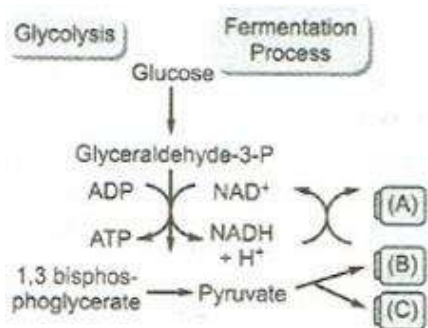 Glycolysis
Fermentation
Process
Glucose
Glyceraldehyde-3-P
ADP
NAD⁺
ATP
NADH
+ H⁺
(A)
(B)
(C)
1,3 bisphos-
phoglycerate
Pyruvate